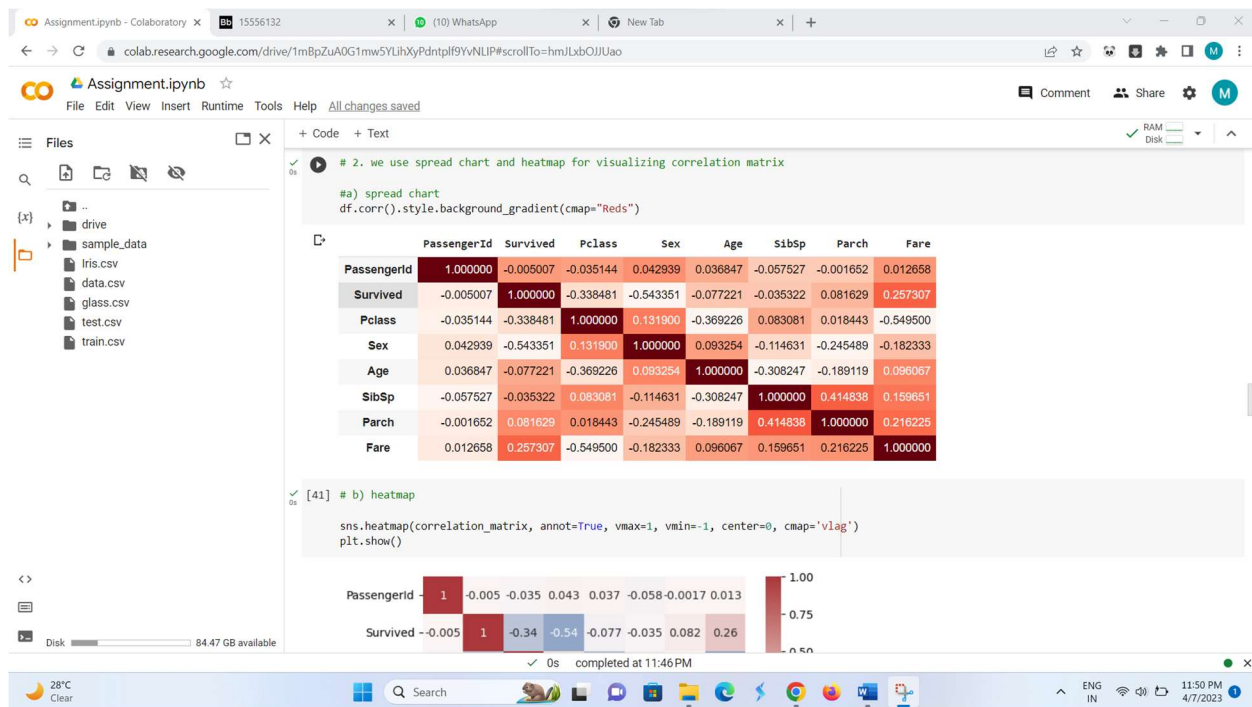 Assignment.ipynb - Colaboratory
Bb 15556132
(10) WhatsApp
New Tab
colab.research.google.com/drive/1mBpZuA0G1mw5YLihXyPdntplf9YvNLIP#scrollTo=hmJLxbOJJUao
M
Assignment.ipynb
File Edit View Insert Runtime Tools Help All changes saved
Comment Share M
Files
+ Code + Text
RAM
Disk
{x}
..
drive
sample_data
Iris.csv
data.csv
glass.csv
test.csv
train.csv
Disk 84.47 GB available
0s
# 2. we use spread chart and heatmap for visualizing correlation matrix
#a) spread chart
df.corr().style.background_gradient(cmap="Reds")
PassengerId Survived Pclass Sex Age SibSp Parch Fare
PassengerId 1.000000 -0.005007 -0.035144 0.042939 0.036847 -0.057527 -0.001652 0.012658
Survived -0.005007 1.000000 -0.338481 -0.543351 -0.077221 -0.035322 0.081629 0.257307
Pclass -0.035144 -0.338481 1.000000 0.131900 -0.369226 0.083081 0.018443 -0.549500
Sex 0.042939 -0.543351 0.131900 1.000000 0.093254 -0.114631 -0.245489 -0.182333
Age 0.036847 -0.077221 -0.369226 0.093254 1.000000 -0.308247 -0.189119 0.096067
SibSp -0.057527 -0.035322 0.083081 -0.114631 -0.308247 1.000000 0.414838 0.159651
Parch -0.001652 0.081629 0.018443 -0.245489 -0.189119 0.414838 1.000000 0.216225
Fare 0.012658 0.257307 -0.549500 -0.182333 0.096067 0.159651 0.216225 1.000000
0s
[41] # b) heatmap
sns.heatmap(correlation_matrix, annot=True, vmax=1, vmin=-1, center=0, cmap='vlag')
plt.show()
PassengerId - 1 -0.005 -0.035 0.043 0.037 -0.058 -0.0017 0.013
Survived - -0.005 1 -0.34 -0.54 -0.077 -0.035 0.082 0.26
- 1.00
- 0.75
- 0.50
0s completed at 11:46 PM
28°C
Clear
Search
ENG
IN
11:50 PM
4/7/2023
1